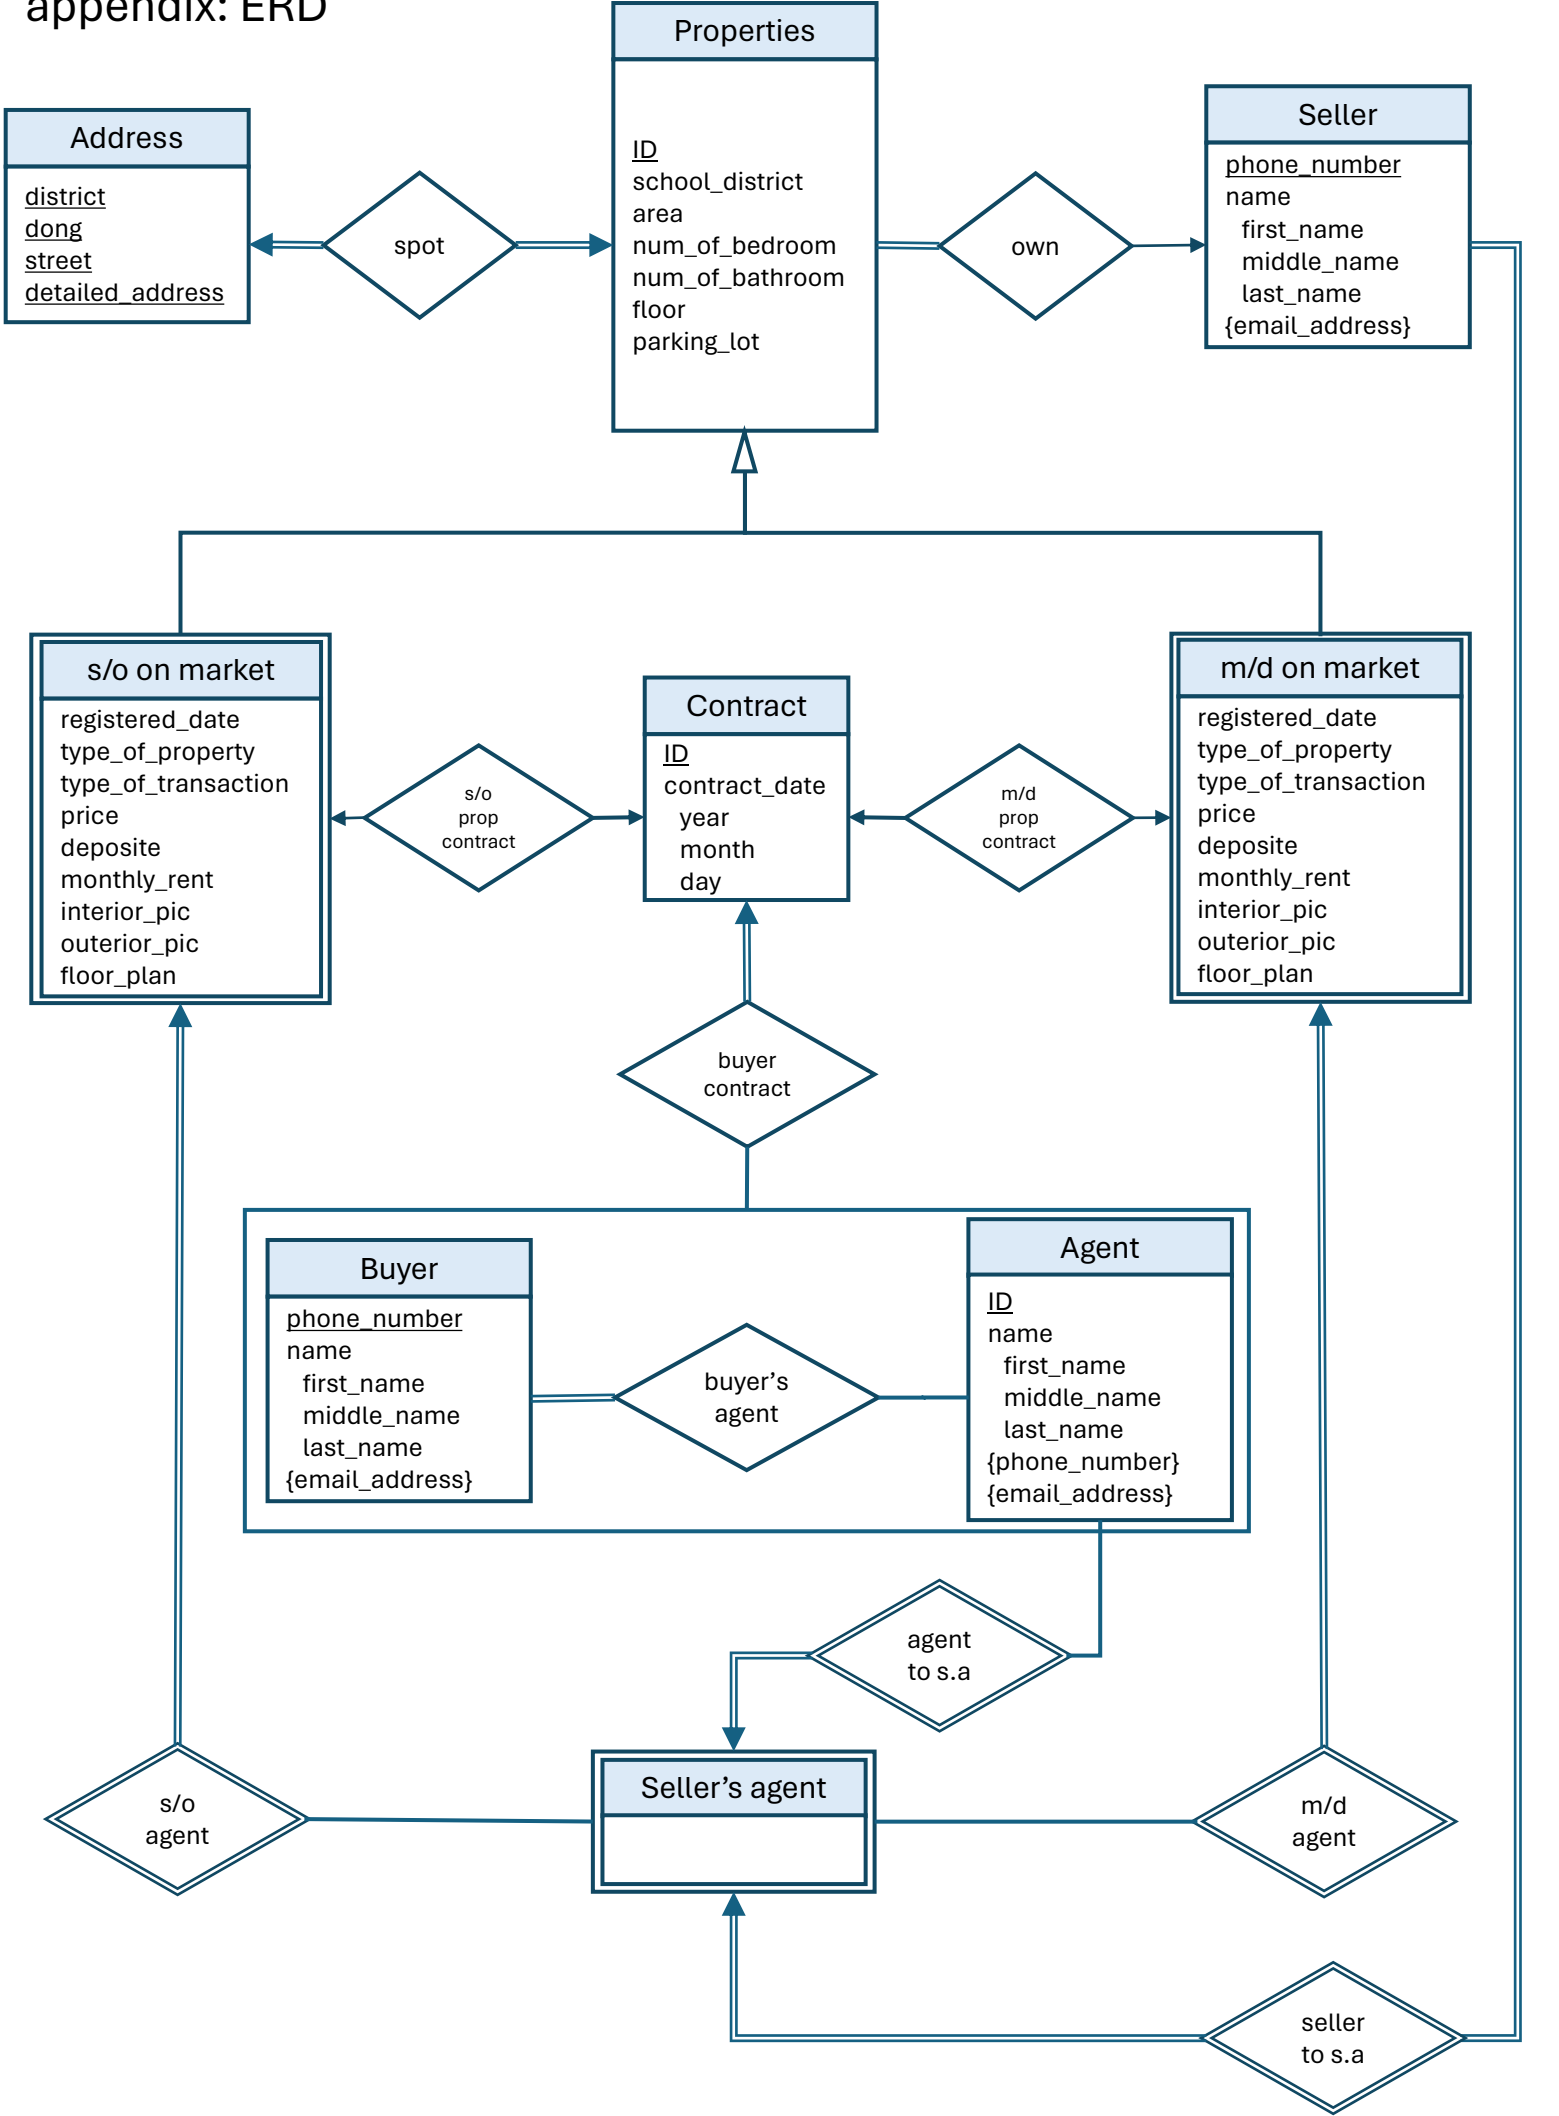 appendix: ERD
Properties
ID
school_district
area
num_of_bedroom
num_of_bathroom
floor
parking_lot
Address
district
dong
street
detailed_address
spot
own
Seller
phone_number
name
first_name
middle_name
last_name
{email_address}
s/o on market
registered_date
type_of_property
type_of_transaction
price
deposite
monthly_rent
interior_pic
outerior_pic
floor_plan
s/o
prop
contract
Contract
ID
contract_date
year
month
day
m/d
prop
contract
m/d on market
registered_date
type_of_property
type_of_transaction
price
deposite
monthly_rent
interior_pic
outerior_pic
floor_plan
buyer
contract
Buyer
phone_number
name
first_name
middle_name
last_name
{email_address}
buyer’s
agent
Agent
ID
name
first_name
middle_name
last_name
{phone_number}
{email_address}
agent
to s.a
s/o
agent
Seller’s agent
m/d
agent
seller
to s.a